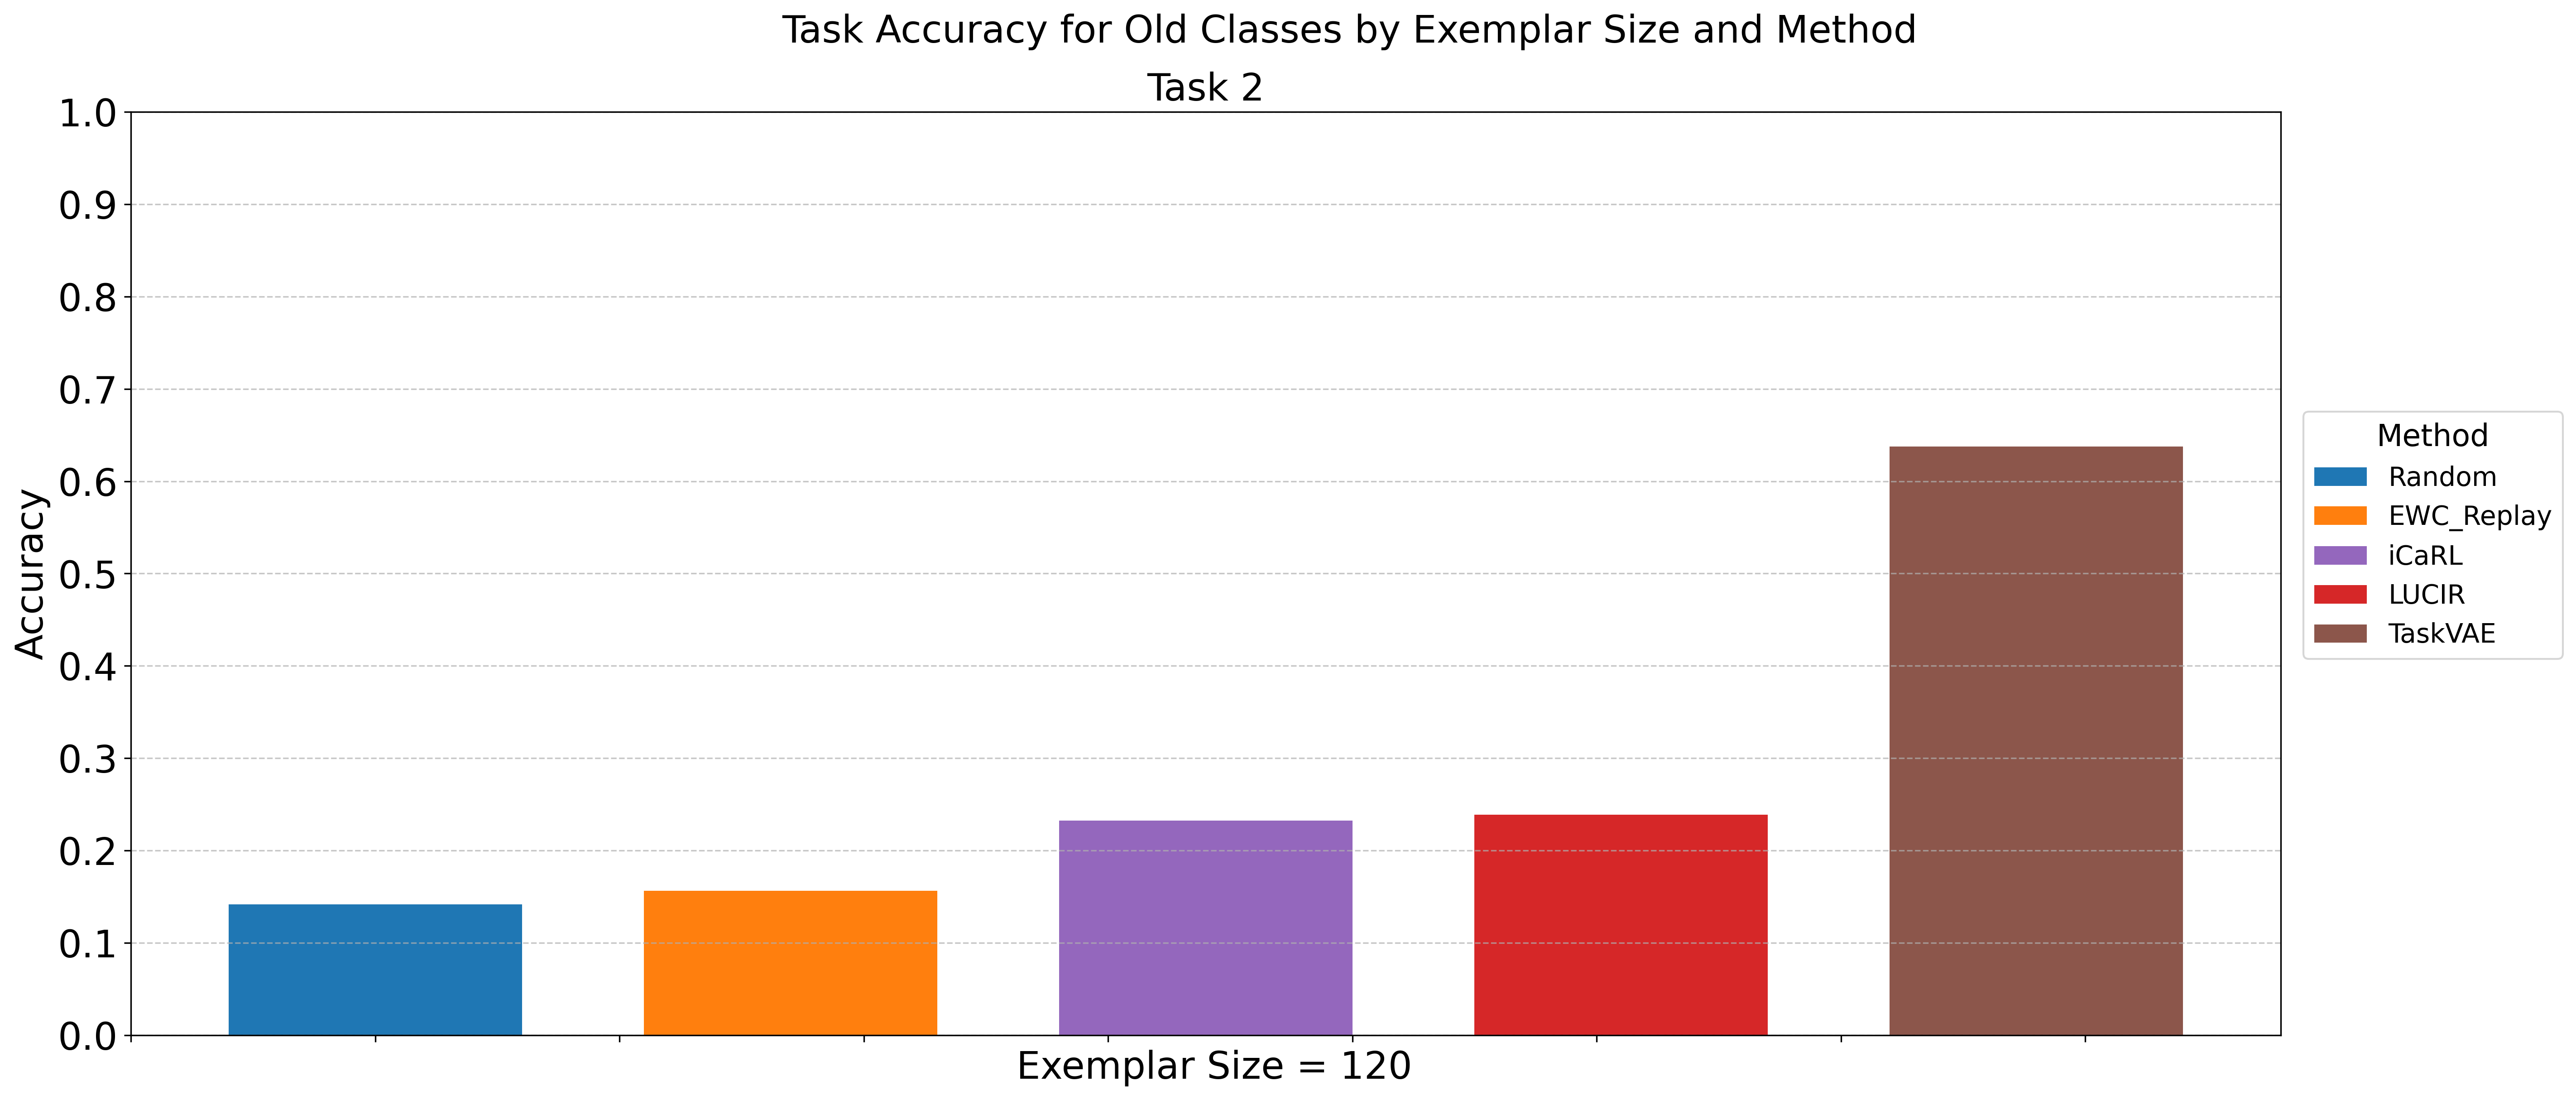 Task Accuracy for Old Classes by Exemplar Size and Method
Task 2
1.0
0.9
0.8
0.7
0.6
0.5
0.4
0.3
0.2
0.1
0.0
Accuracy
Exemplar Size = 120
Method
Random
EWC_Replay
iCaRL
LUCIR
TaskVAE